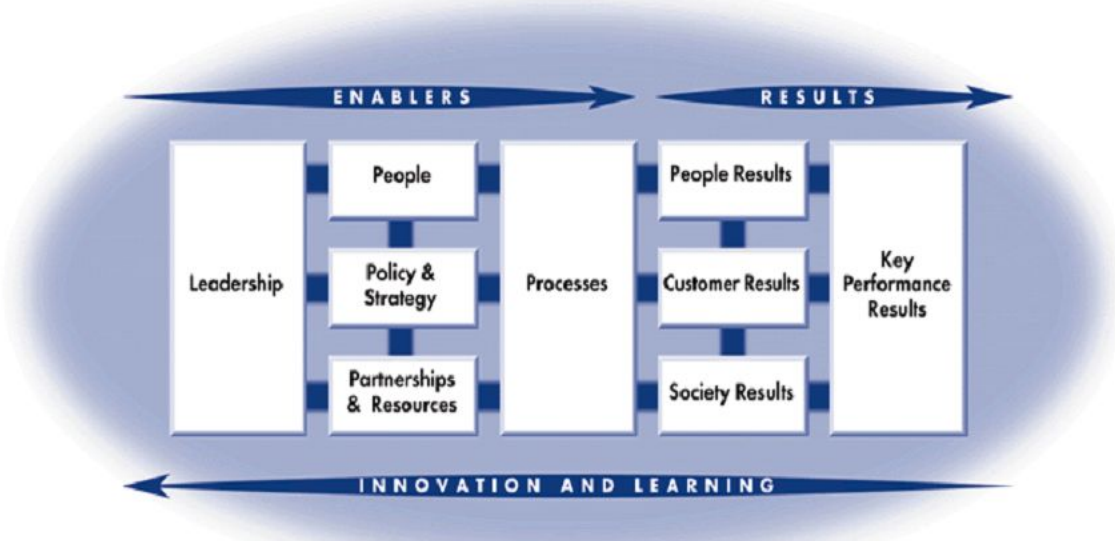 ENABLERS
RESULTS
Leadership
People
Policy &
Strategy
Partnerships
& Resources
Processes
People Results
Customer Results
Society Results
Key
Performance
Results
INNOVATION AND LEARNING